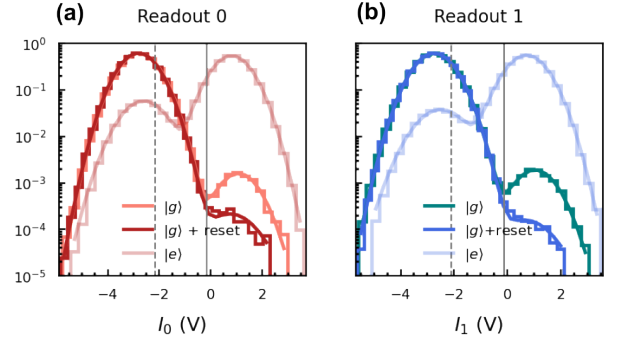 (a)
Readout 0
10⁰
10⁻¹
10⁻²
10⁻³
10⁻⁴
10⁻⁵
|g⟩
|g⟩ + reset
|e⟩
−4
−2
0
2
I₀ (V)
(b)
Readout 1
|g⟩
|g⟩+reset
|e⟩
−4
−2
0
2
I₁ (V)